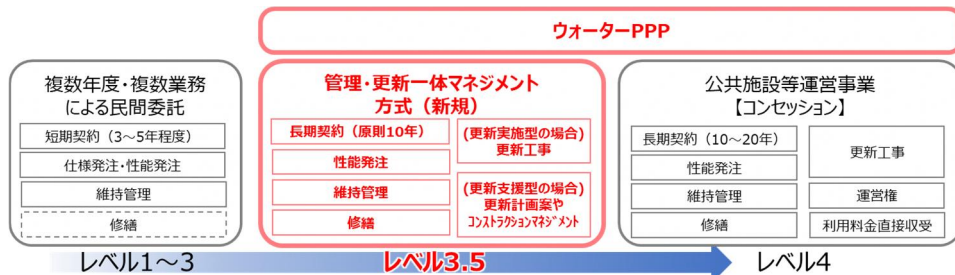 ウォーターPPP
複数年度・複数業務
による民間委託
短期契約（3～5年程度）
仕様発注・性能発注
維持管理
修繕
管理・更新一体マネジメント
方式（新規）
長期契約（原則10年）
性能発注
維持管理
修繕
(更新実施型の場合)
更新工事
(更新支援型の場合)
更新計画案や
ｺﾝｽﾄﾗｸｼｮﾝﾏﾈｼﾞﾒﾝﾄ
公共施設等運営事業
【コンセッション】
長期契約（10～20年）
性能発注
維持管理
修繕
更新工事
運営権
利用料金直接収受
レベル1～3
レベル3.5
レベル4